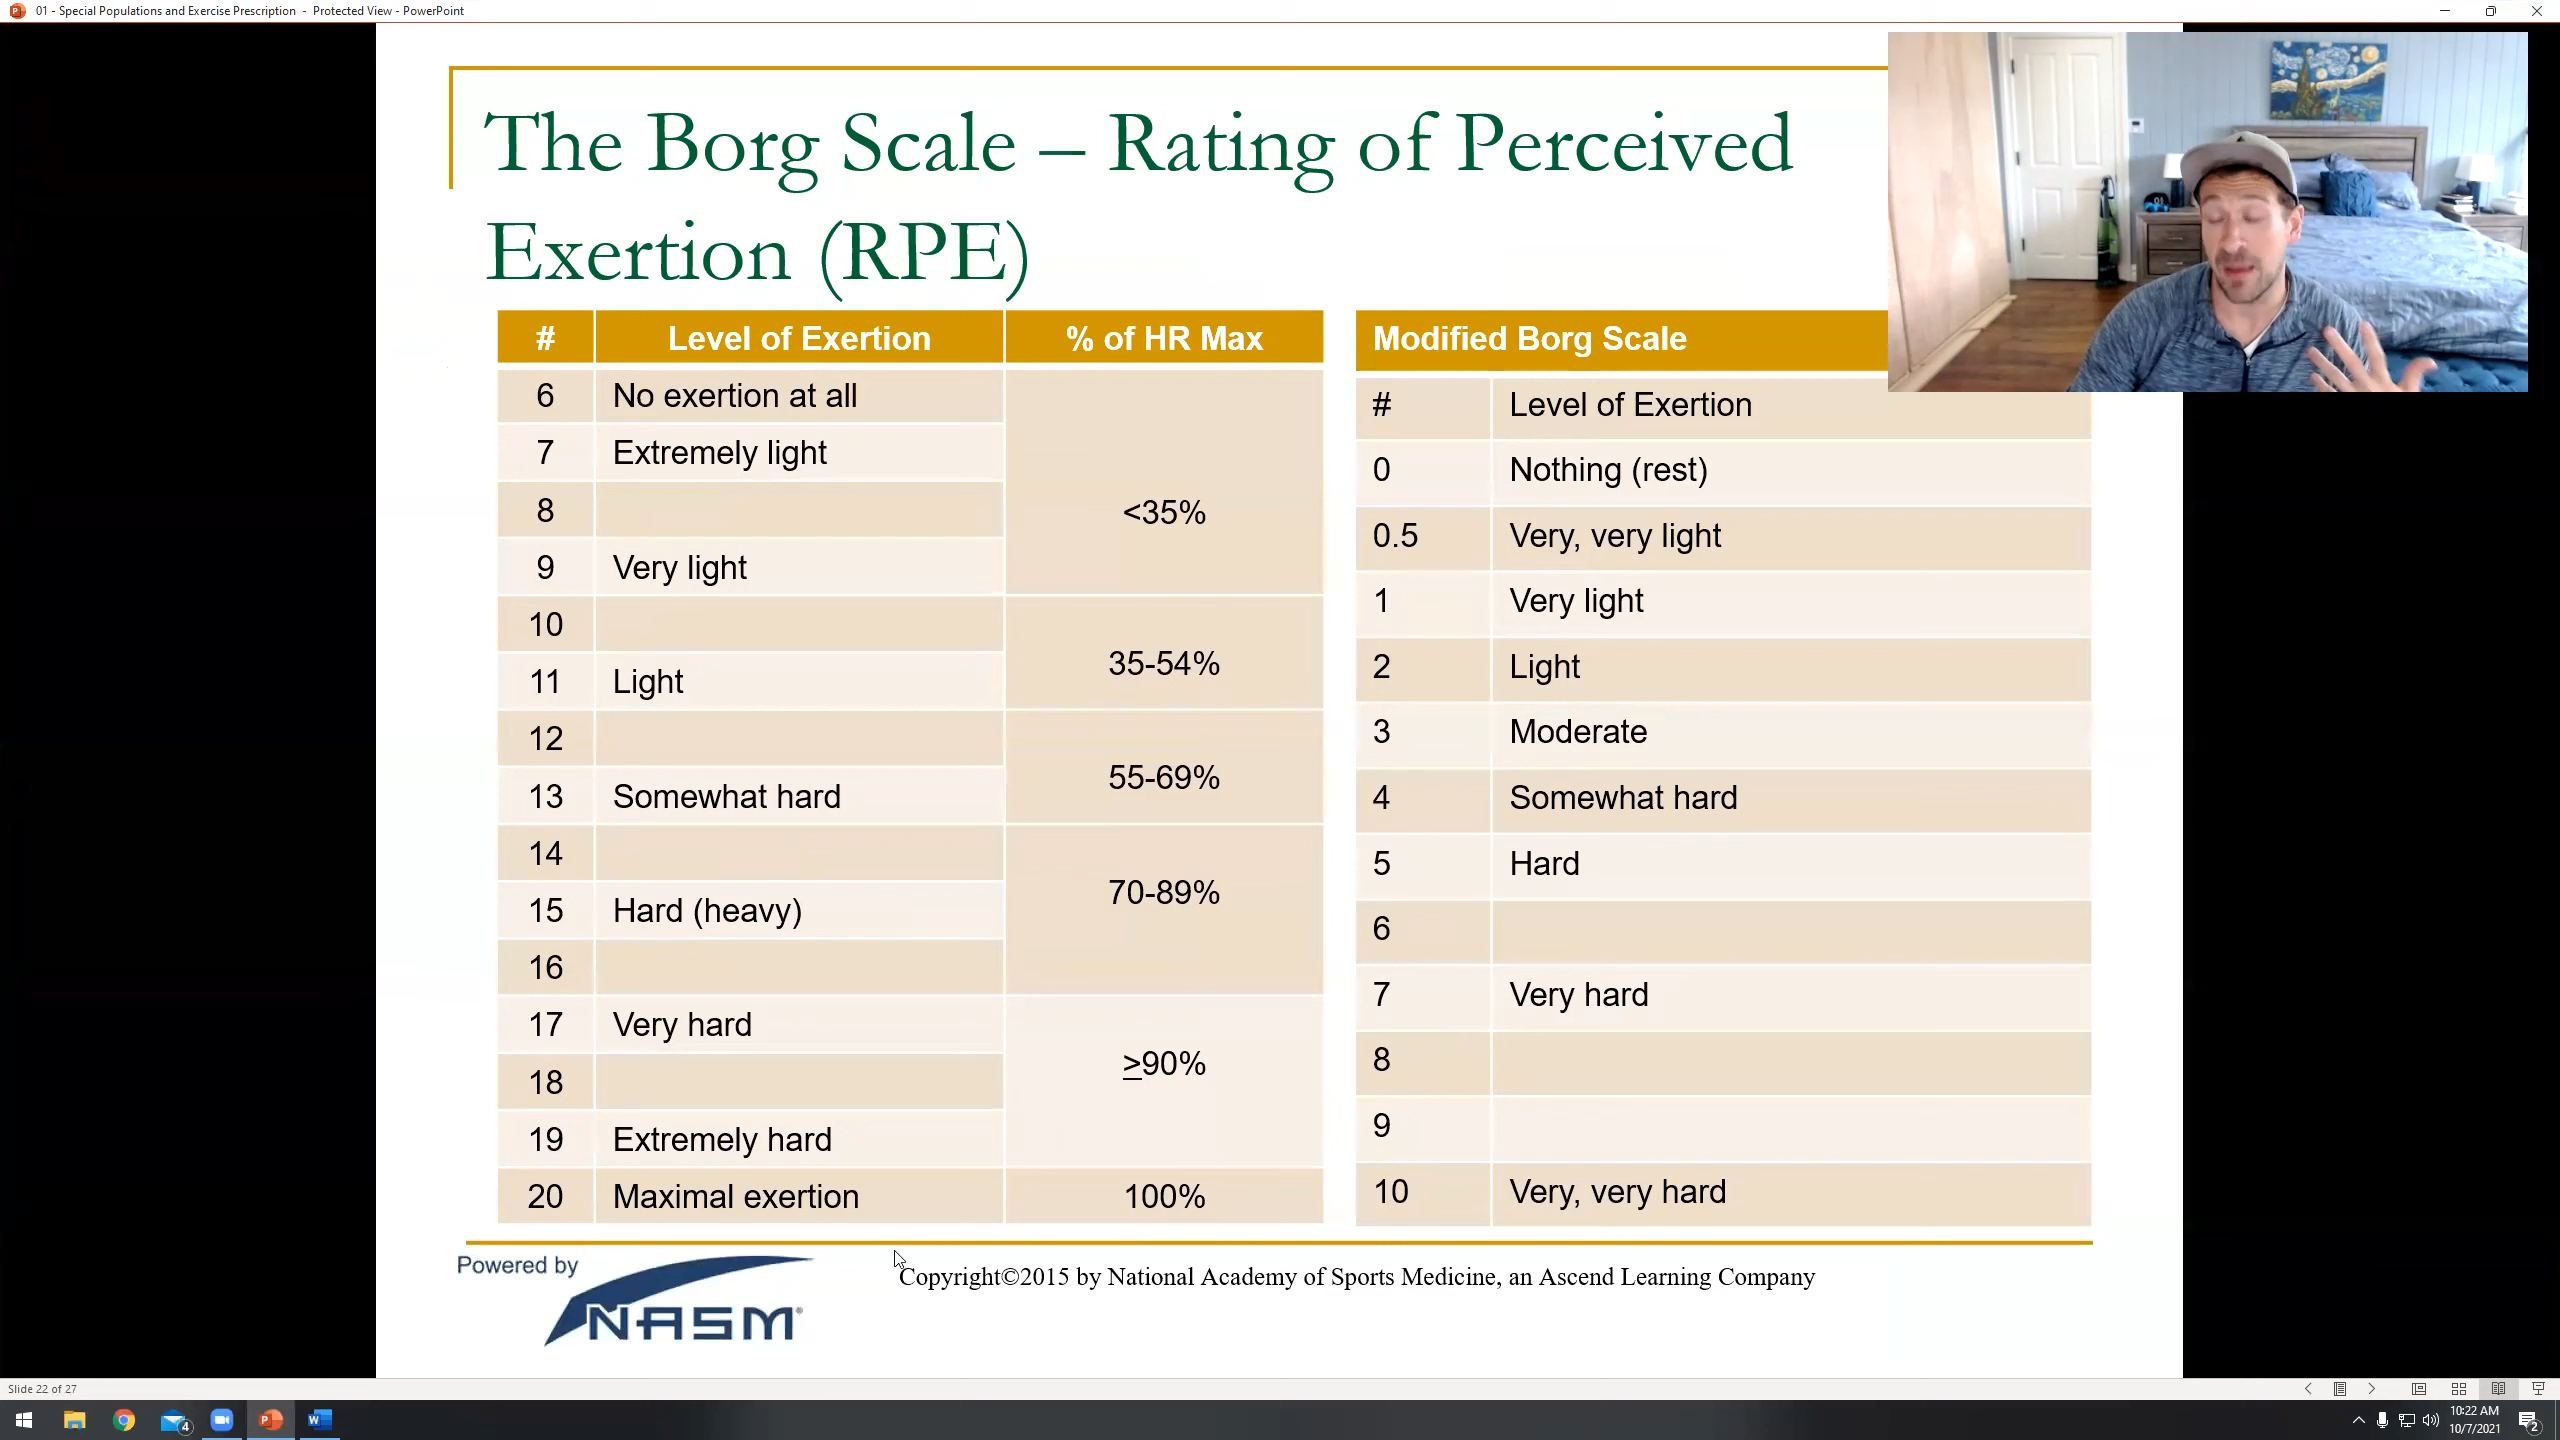 01 - Special Populations and Exercise Prescription - Protected View - PowerPoint
The Borg Scale – Rating of Perceived
Exertion (RPE)
# Level of Exertion % of HR Max
6 No exertion at all
7 Extremely light
8
<35%
9 Very light
10
35-54%
11 Light
12
55-69%
13 Somewhat hard
14
70-89%
15 Hard (heavy)
16
17 Very hard
≥90%
18
19 Extremely hard
20 Maximal exertion 100%
Modified Borg Scale
# Level of Exertion
0 Nothing (rest)
0.5 Very, very light
1 Very light
2 Light
3 Moderate
4 Somewhat hard
5 Hard
6
7 Very hard
8
9
10 Very, very hard
Powered by
NASM®
Copyright©2015 by National Academy of Sports Medicine, an Ascend Learning Company
Slide 22 of 27
4
10:22 AM
10/7/2021
2